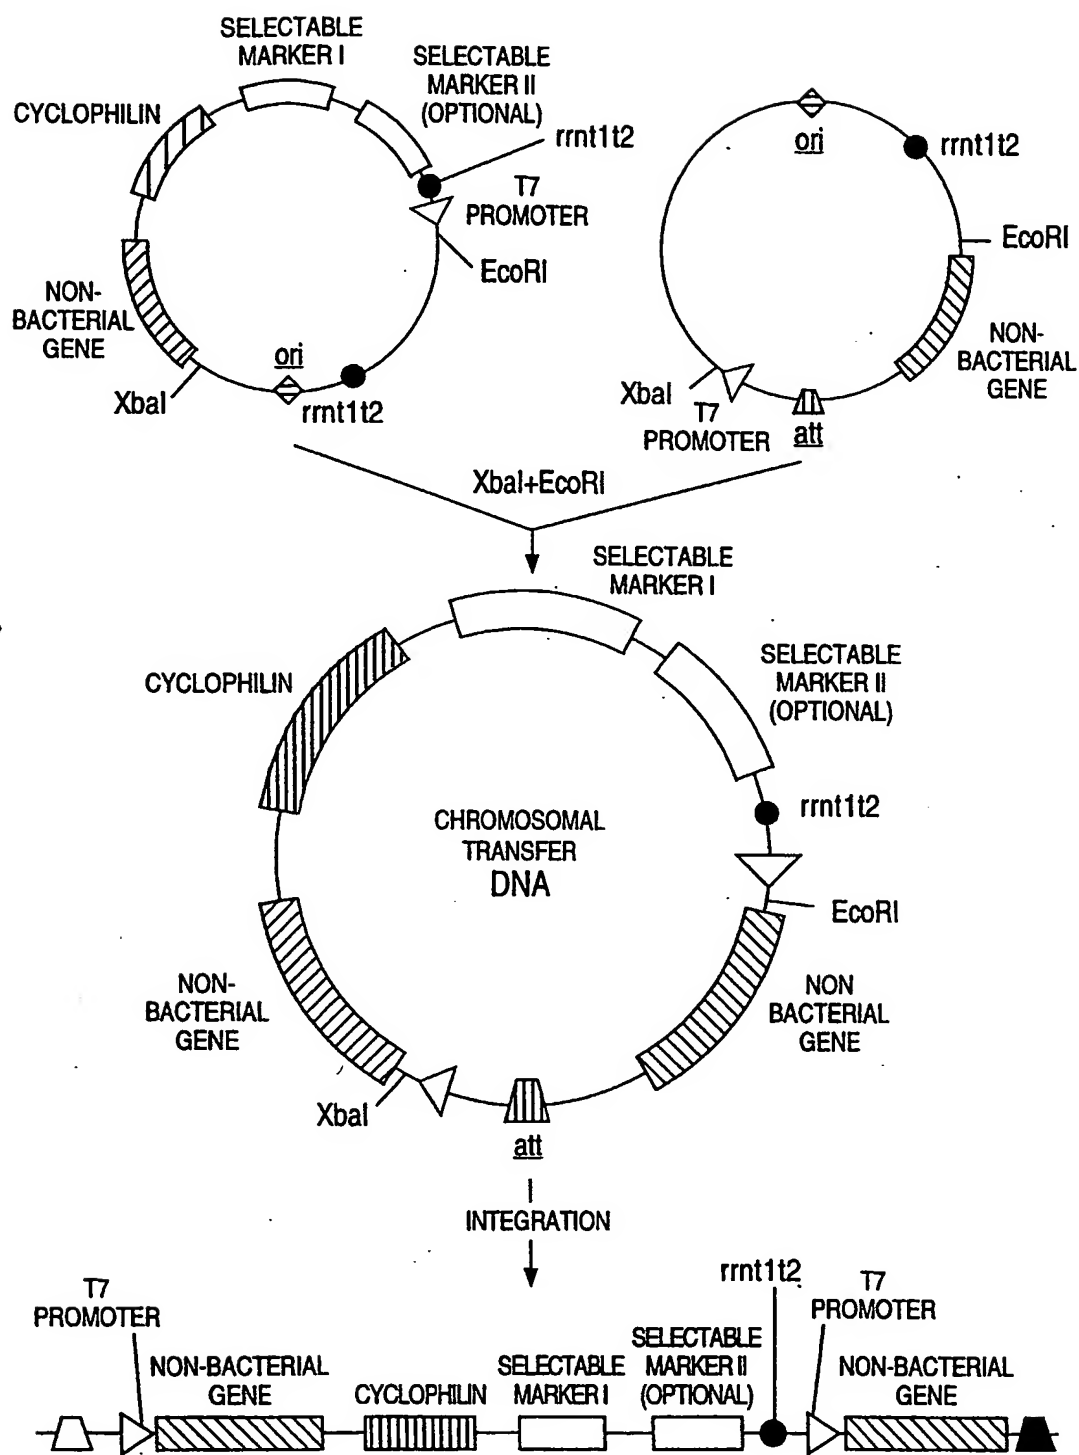 SELECTABLE
MARKER I
SELECTABLE
MARKER II
(OPTIONAL)
CYCLOPHILIN
rrnt1t2
T7
PROMOTER
EcoRI
NON-
BACTERIAL
GENE
XbaI
ori
rrnt1t2
ori
rrnt1t2
EcoRI
NON-
BACTERIAL
GENE
XbaI
T7
PROMOTER
att
XbaI+EcoRI
SELECTABLE
MARKER I
SELECTABLE
MARKER II
(OPTIONAL)
CYCLOPHILIN
rrnt1t2
CHROMOSOMAL
TRANSFER
DNA
EcoRI
NON-
BACTERIAL
GENE
NON
BACTERIAL
GENE
XbaI
att
INTEGRATION
T7
PROMOTER
NON-BACTERIAL
GENE
CYCLOPHILIN
SELECTABLE
MARKER I
SELECTABLE
MARKER II
(OPTIONAL)
rrnt1t2
T7
PROMOTER
NON-BACTERIAL
GENE